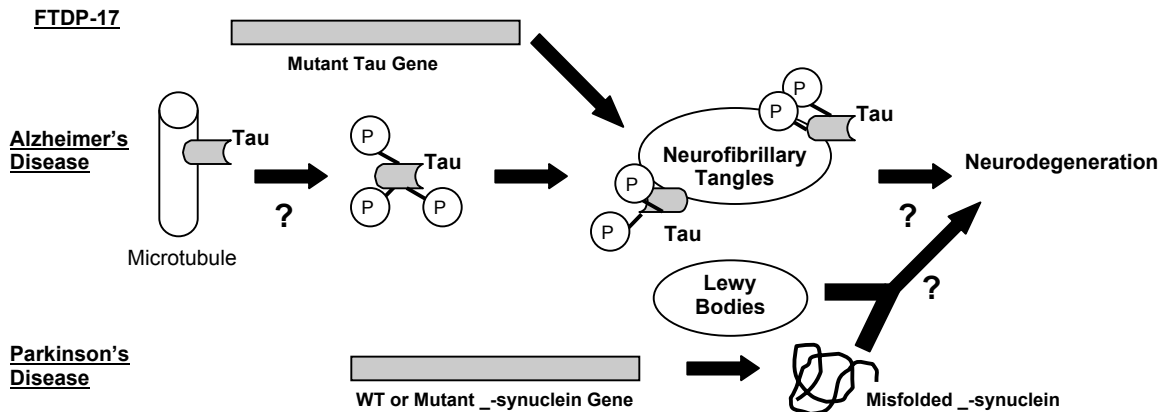 FTDP-17
Mutant Tau Gene
Alzheimer's
Disease
Tau
Microtubule
?
P
Tau
P
P
P
P
Tau
Neurofibrillary
Tangles
P
P
Tau
?
Neurodegeneration
Lewy
Bodies
?
Parkinson's
Disease
WT or Mutant _-synuclein Gene
Misfolded _-synuclein